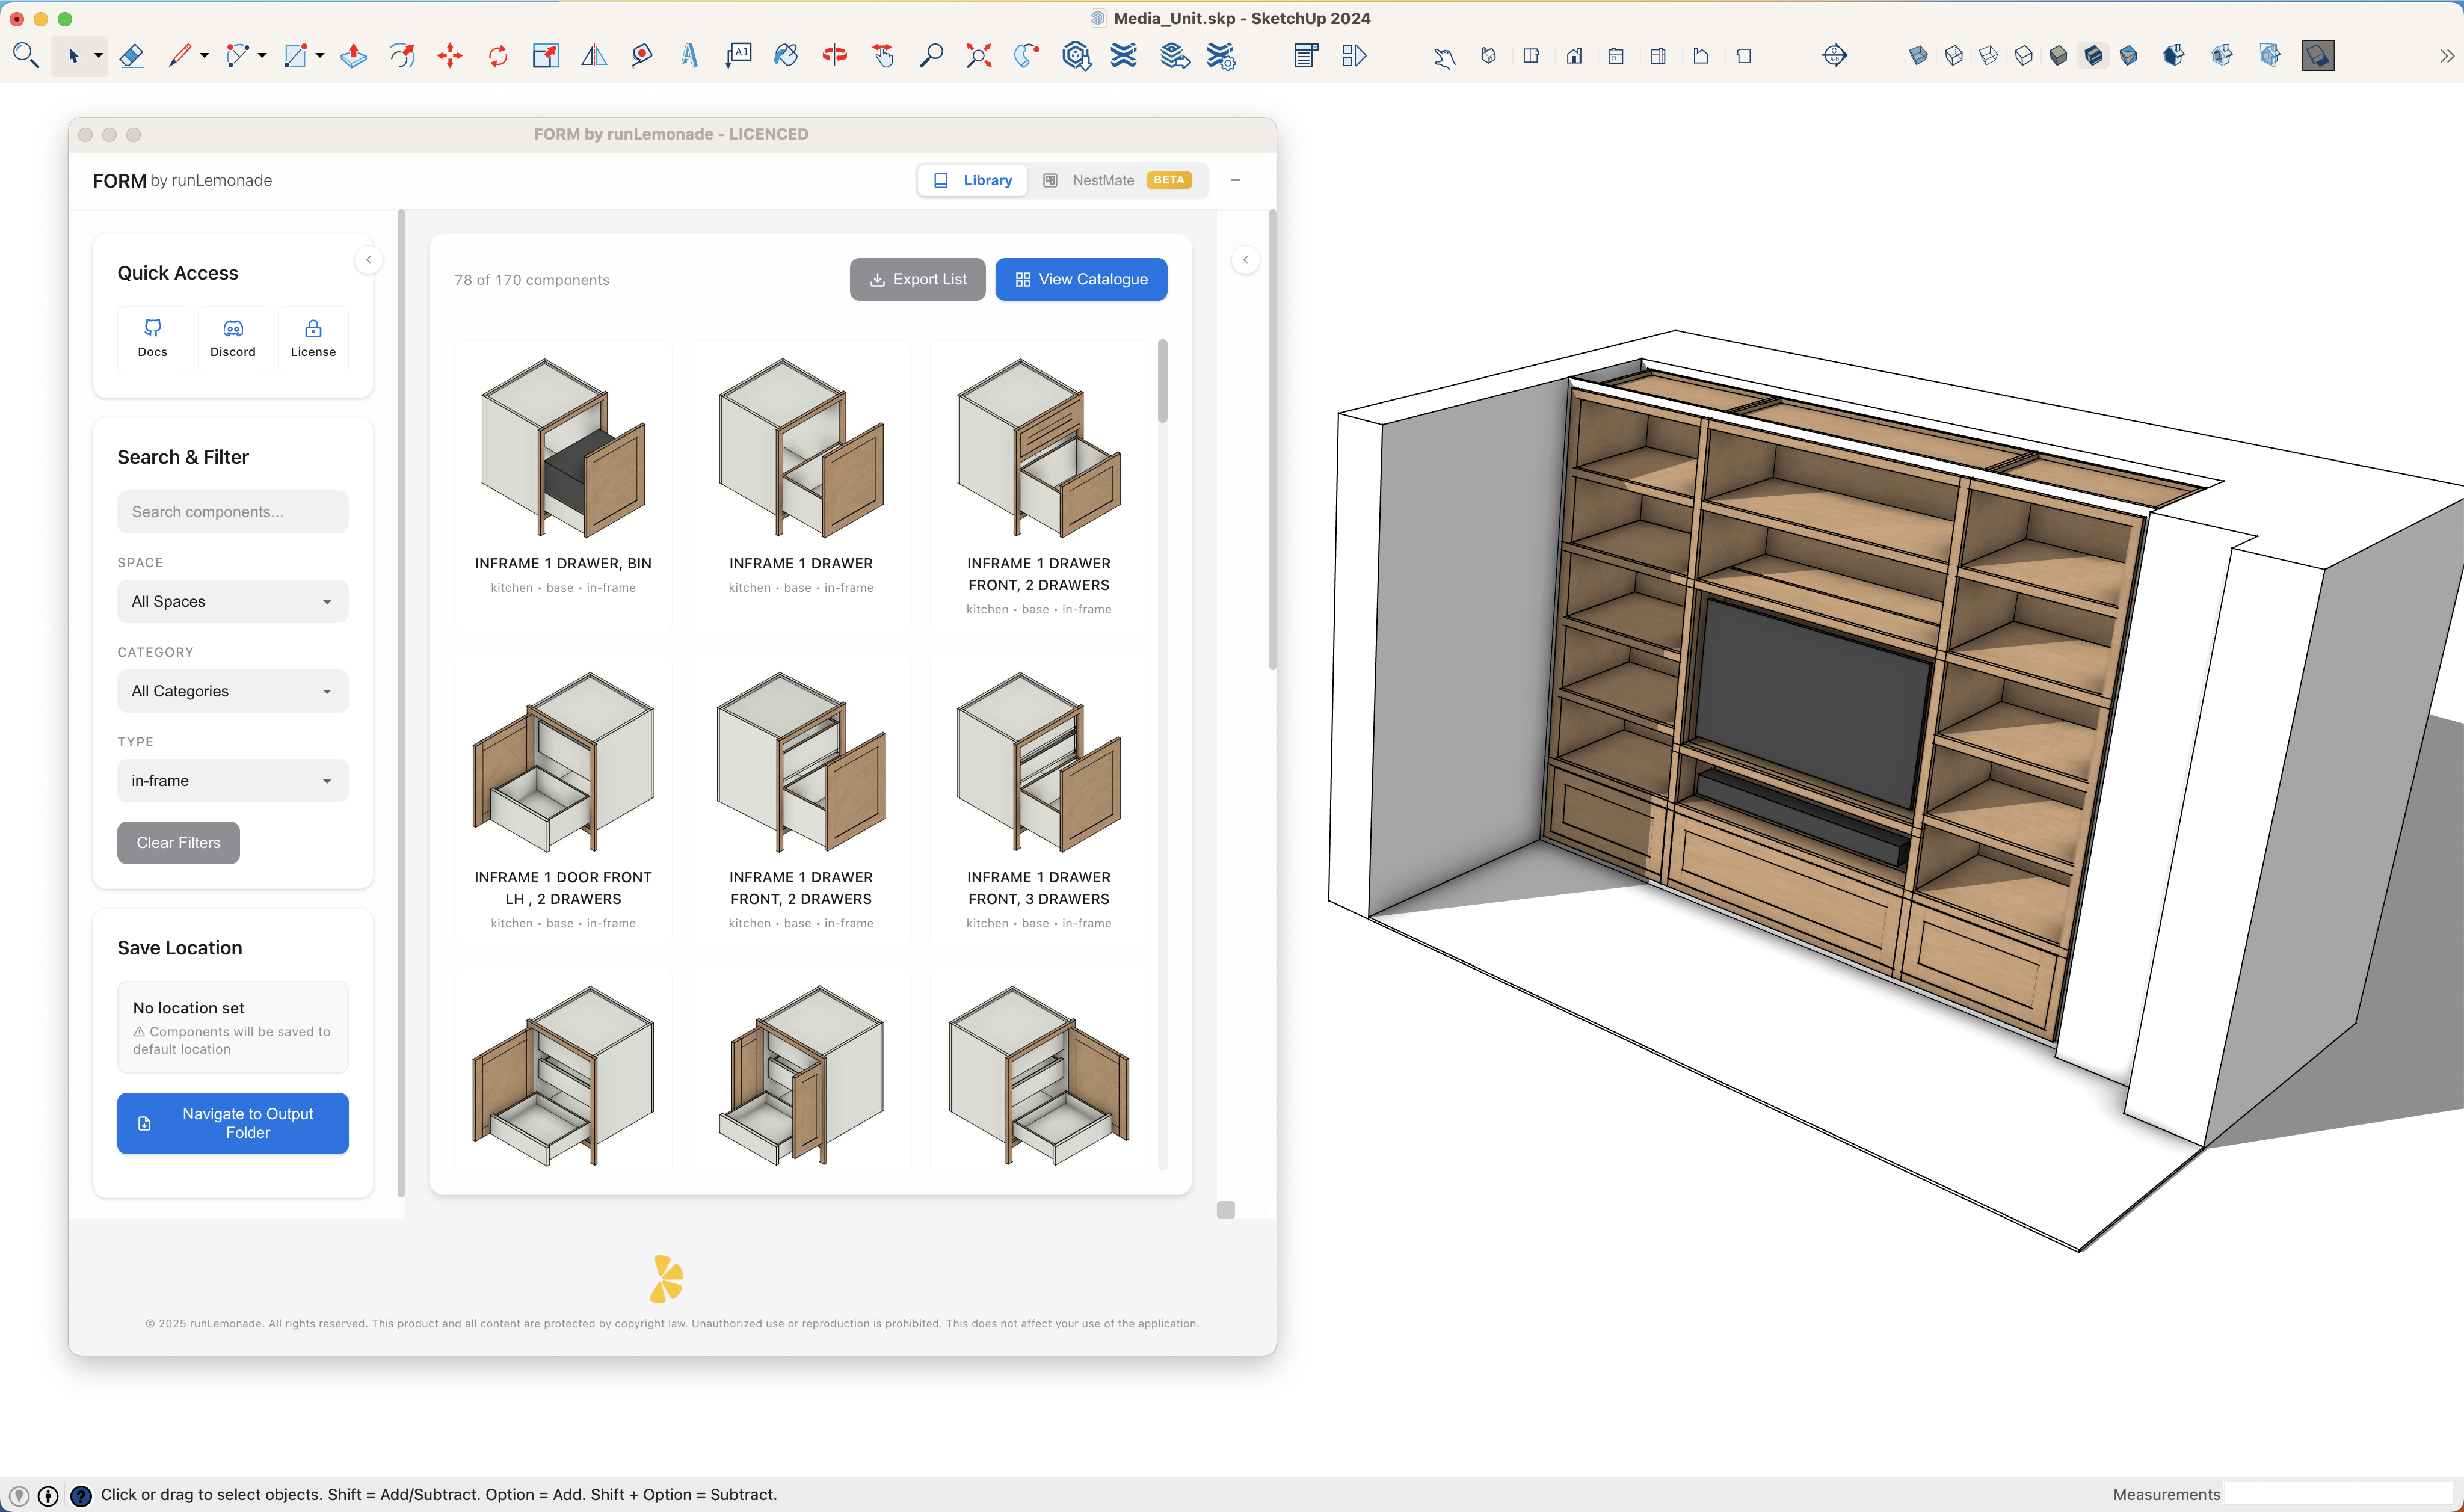 Media_Unit.skp - SketchUp 2024
A1
FORM by runLemonade - LICENCED
FORM by runLemonade
Library
NestMate BETA
Quick Access
Docs
Discord
License
Search & Filter
Search components...
SPACE
All Spaces
CATEGORY
All Categories
TYPE
in-frame
Clear Filters
Save Location
No location set
⚠ Components will be saved to
default location
Navigate to Output
Folder
78 of 170 components
Export List
View Catalogue
INFRAME 1 DRAWER, BIN
kitchen • base • in-frame
INFRAME 1 DRAWER
kitchen • base • in-frame
INFRAME 1 DRAWER
FRONT, 2 DRAWERS
kitchen • base • in-frame
INFRAME 1 DOOR FRONT
LH , 2 DRAWERS
kitchen • base • in-frame
INFRAME 1 DRAWER
FRONT, 2 DRAWERS
kitchen • base • in-frame
INFRAME 1 DRAWER
FRONT, 3 DRAWERS
kitchen • base • in-frame
© 2025 runLemonade. All rights reserved. This product and all content are protected by copyright law. Unauthorized use or reproduction is prohibited. This does not affect your use of the application.
Click or drag to select objects. Shift = Add/Subtract. Option = Add. Shift + Option = Subtract.
Measurements